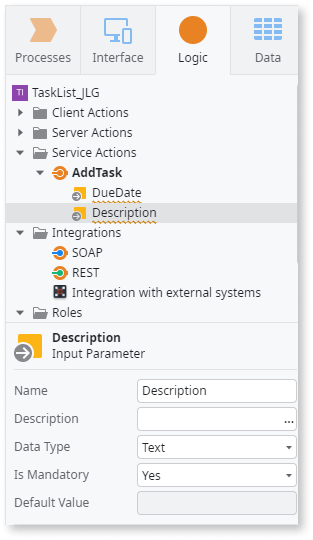 Processes Interface Logic Data
TI TaskList_JLG
Client Actions
Server Actions
Service Actions
AddTask
DueDate
Description
Integrations
SOAP
REST
Integration with external systems
Roles
Description
Input Parameter
Name Description
Description ...
Data Type Text
Is Mandatory Yes
Default Value